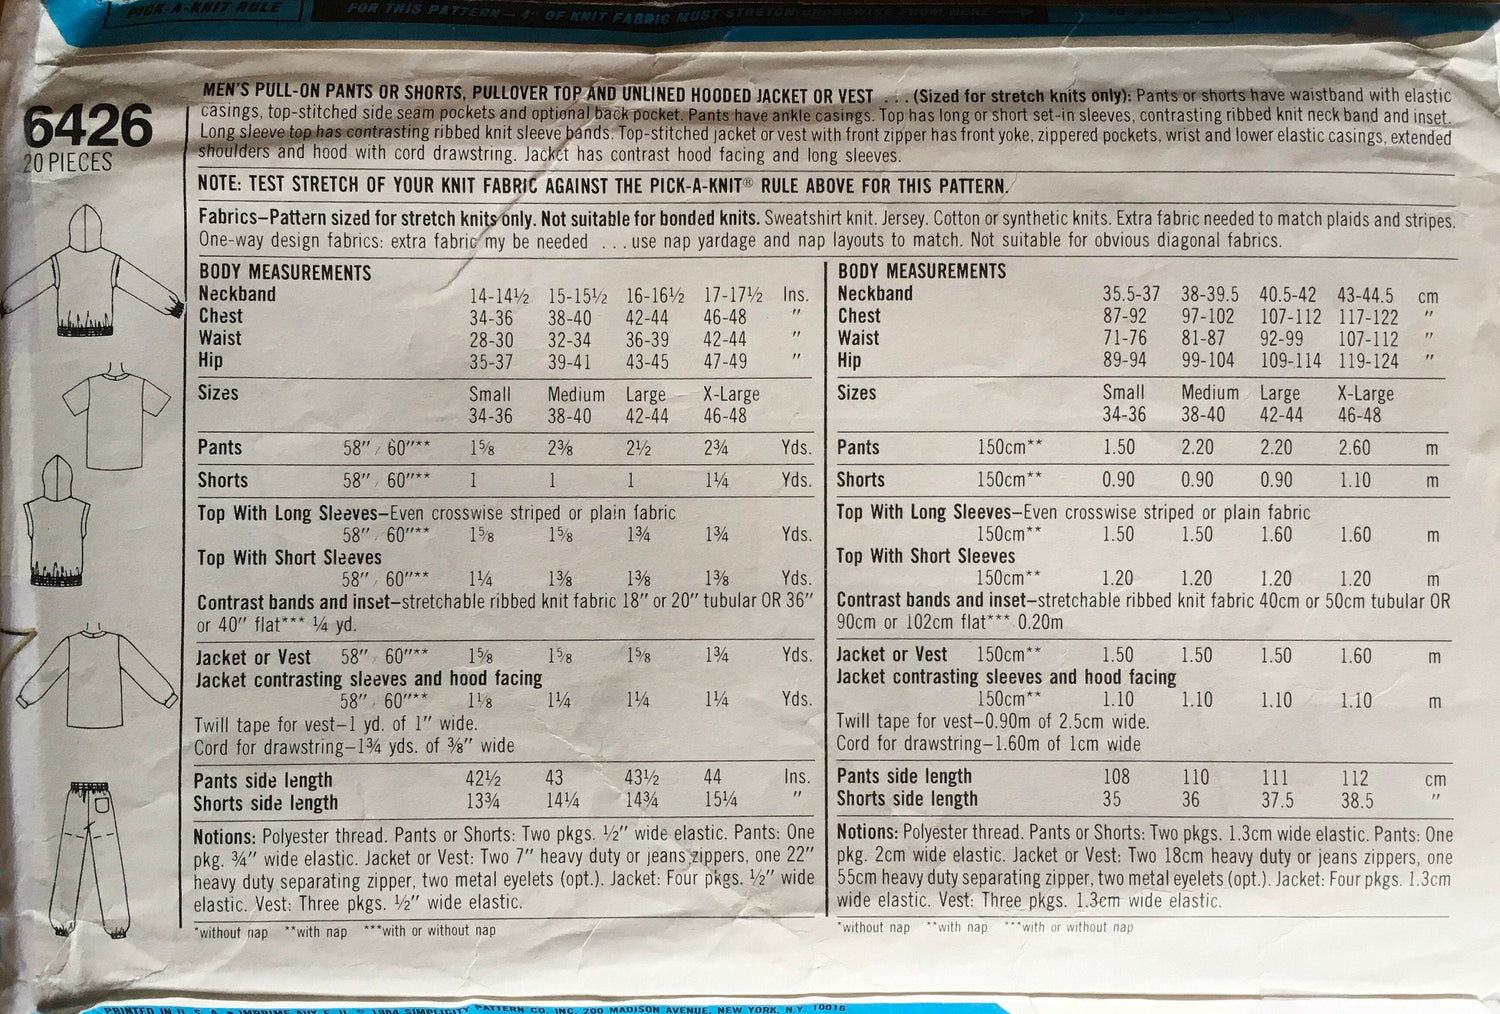 PICK-A-KNIT RULE
FOR THIS PATTERN — 4" OF KNIT FABRIC MUST STRETCH
6426
20 PIECES
MEN'S PULL-ON PANTS OR SHORTS, PULLOVER TOP AND UNLINED HOODED JACKET OR VEST . . . (Sized for stretch knits only): Pants or shorts have waistband with elastic
casings, top-stitched side seam pockets and optional back pocket. Pants have ankle casings. Top has long or short set-in sleeves, contrasting ribbed knit neck band and inset.
Long sleeve top has contrasting ribbed knit sleeve bands. Top-stitched jacket or vest with front zipper has front yoke, zippered pockets, wrist and lower elastic casings, extended
shoulders and hood with cord drawstring. Jacket has contrast hood facing and long sleeves.
NOTE: TEST STRETCH OF YOUR KNIT FABRIC AGAINST THE PICK-A-KNIT® RULE ABOVE FOR THIS PATTERN.
Fabrics–Pattern sized for stretch knits only. Not suitable for bonded knits. Sweatshirt knit. Jersey. Cotton or synthetic knits. Extra fabric needed to match plaids and stripes.
One-way design fabrics: extra fabric my be needed . . . use nap yardage and nap layouts to match. Not suitable for obvious diagonal fabrics.
BODY MEASUREMENTS
Neckband 14-14½ 15-15½ 16-16½ 17-17½ Ins.
Chest 34-36 38-40 42-44 46-48 "
Waist 28-30 32-34 36-39 42-44 "
Hip 35-37 39-41 43-45 47-49 "
Sizes Small Medium Large X-Large
34-36 38-40 42-44 46-48
Pants 58" / 60"** 1⅝ 2⅜ 2½ 2¾ Yds.
Shorts 58" / 60"** 1 1 1 1¼ Yds.
Top With Long Sleeves–Even crosswise striped or plain fabric
58" / 60"** 1⅝ 1⅝ 1¾ 1¾ Yds.
Top With Short Sleeves
58" / 60"** 1¼ 1⅜ 1⅜ 1⅜ Yds.
Contrast bands and inset–stretchable ribbed knit fabric 18" or 20" tubular OR 36"
or 40" flat*** ¼ yd.
Jacket or Vest 58" / 60"** 1⅝ 1⅝ 1⅝ 1¾ Yds.
Jacket contrasting sleeves and hood facing
58" / 60"** 1⅛ 1¼ 1¼ 1¼ Yds.
Twill tape for vest–1 yd. of 1" wide.
Cord for drawstring–1¾ yds. of ⅜" wide
Pants side length 42½ 43 43½ 44 Ins.
Shorts side length 13¾ 14¼ 14¾ 15¼ "
Notions: Polyester thread. Pants or Shorts: Two pkgs. ½" wide elastic. Pants: One
pkg. ¾" wide elastic. Jacket or Vest: Two 7" heavy duty or jeans zippers, one 22"
heavy duty separating zipper, two metal eyelets (opt.). Jacket: Four pkgs. ½" wide
elastic. Vest: Three pkgs. ½" wide elastic.
*without nap **with nap ***with or without nap
BODY MEASUREMENTS
Neckband 35.5-37 38-39.5 40.5-42 43-44.5 cm
Chest 87-92 97-102 107-112 117-122 "
Waist 71-76 81-87 92-99 107-112 "
Hip 89-94 99-104 109-114 119-124 "
Sizes Small Medium Large X-Large
34-36 38-40 42-44 46-48
Pants 150cm** 1.50 2.20 2.20 2.60 m
Shorts 150cm** 0.90 0.90 0.90 1.10 m
Top With Long Sleeves–Even crosswise striped or plain fabric
150cm** 1.50 1.50 1.60 1.60 m
Top With Short Sleeves
150cm** 1.20 1.20 1.20 1.20 m
Contrast bands and inset–stretchable ribbed knit fabric 40cm or 50cm tubular OR
90cm or 102cm flat*** 0.20m
Jacket or Vest 150cm** 1.50 1.50 1.50 1.60 m
Jacket contrasting sleeves and hood facing
150cm** 1.10 1.10 1.10 1.10 m
Twill tape for vest–0.90m of 2.5cm wide.
Cord for drawstring–1.60m of 1cm wide
Pants side length 108 110 111 112 cm
Shorts side length 35 36 37.5 38.5 "
Notions: Polyester thread. Pants or Shorts: Two pkgs. 1.3cm wide elastic. Pants: One
pkg. 2cm wide elastic. Jacket or Vest: Two 18cm heavy duty or jeans zippers, one
55cm heavy duty separating zipper, two metal eyelets (opt.). Jacket: Four pkgs. 1.3cm
wide elastic. Vest: Three pkgs. 1.3cm wide elastic.
*without nap **with nap ***with or without nap
PRINTED IN U.S.A. • IMPRIME AUX E.U. © 1984 SIMPLICITY PATTERN CO. INC. 200 MADISON AVENUE, NEW YORK, N.Y. 10016